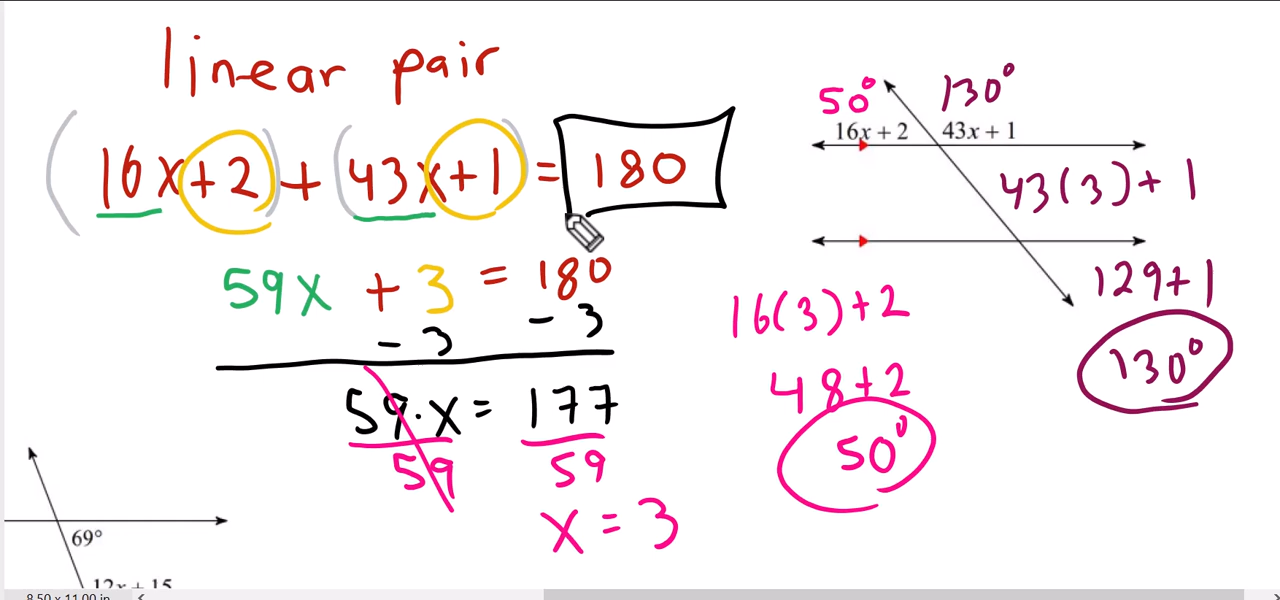 linear pair
(16x+2) + (43x+1) = 180
59x + 3 = 180
- 3 - 3
59·x = 177
59 59
x = 3
50° 130°
16x + 2 43x + 1
43(3) + 1
129+1
130°
16(3)+2
48+2
50°
69°
12x + 15
8.50 x 11.00 in